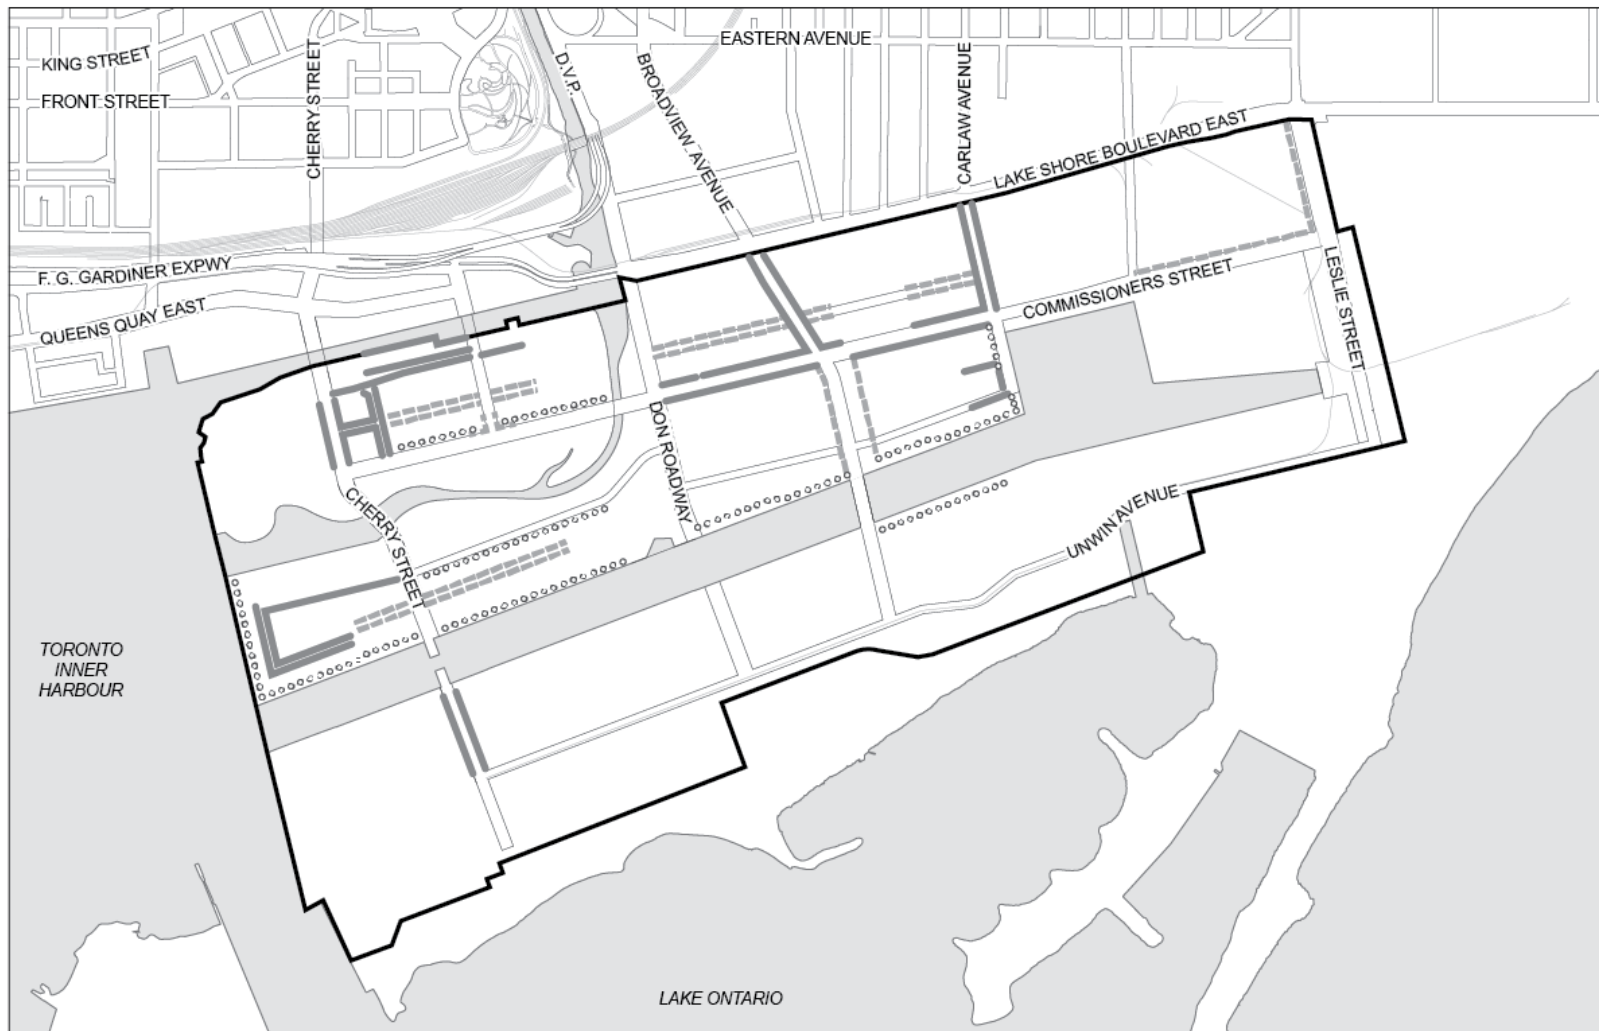 EASTERN AVENUE
KING STREET
FRONT STREET
CHERRY STREET
D.V.P.
BROADVIEW AVENUE
CARLAW AVENUE
LAKE SHORE BOULEVARD EAST
F. G. GARDINER EXPWY
QUEENS QUAY EAST
COMMISSIONERS STREET
LESLIE STREET
DON ROADWAY
CHERRY STREET
UNWIN AVENUE
TORONTO
INNER
HARBOUR
LAKE ONTARIO